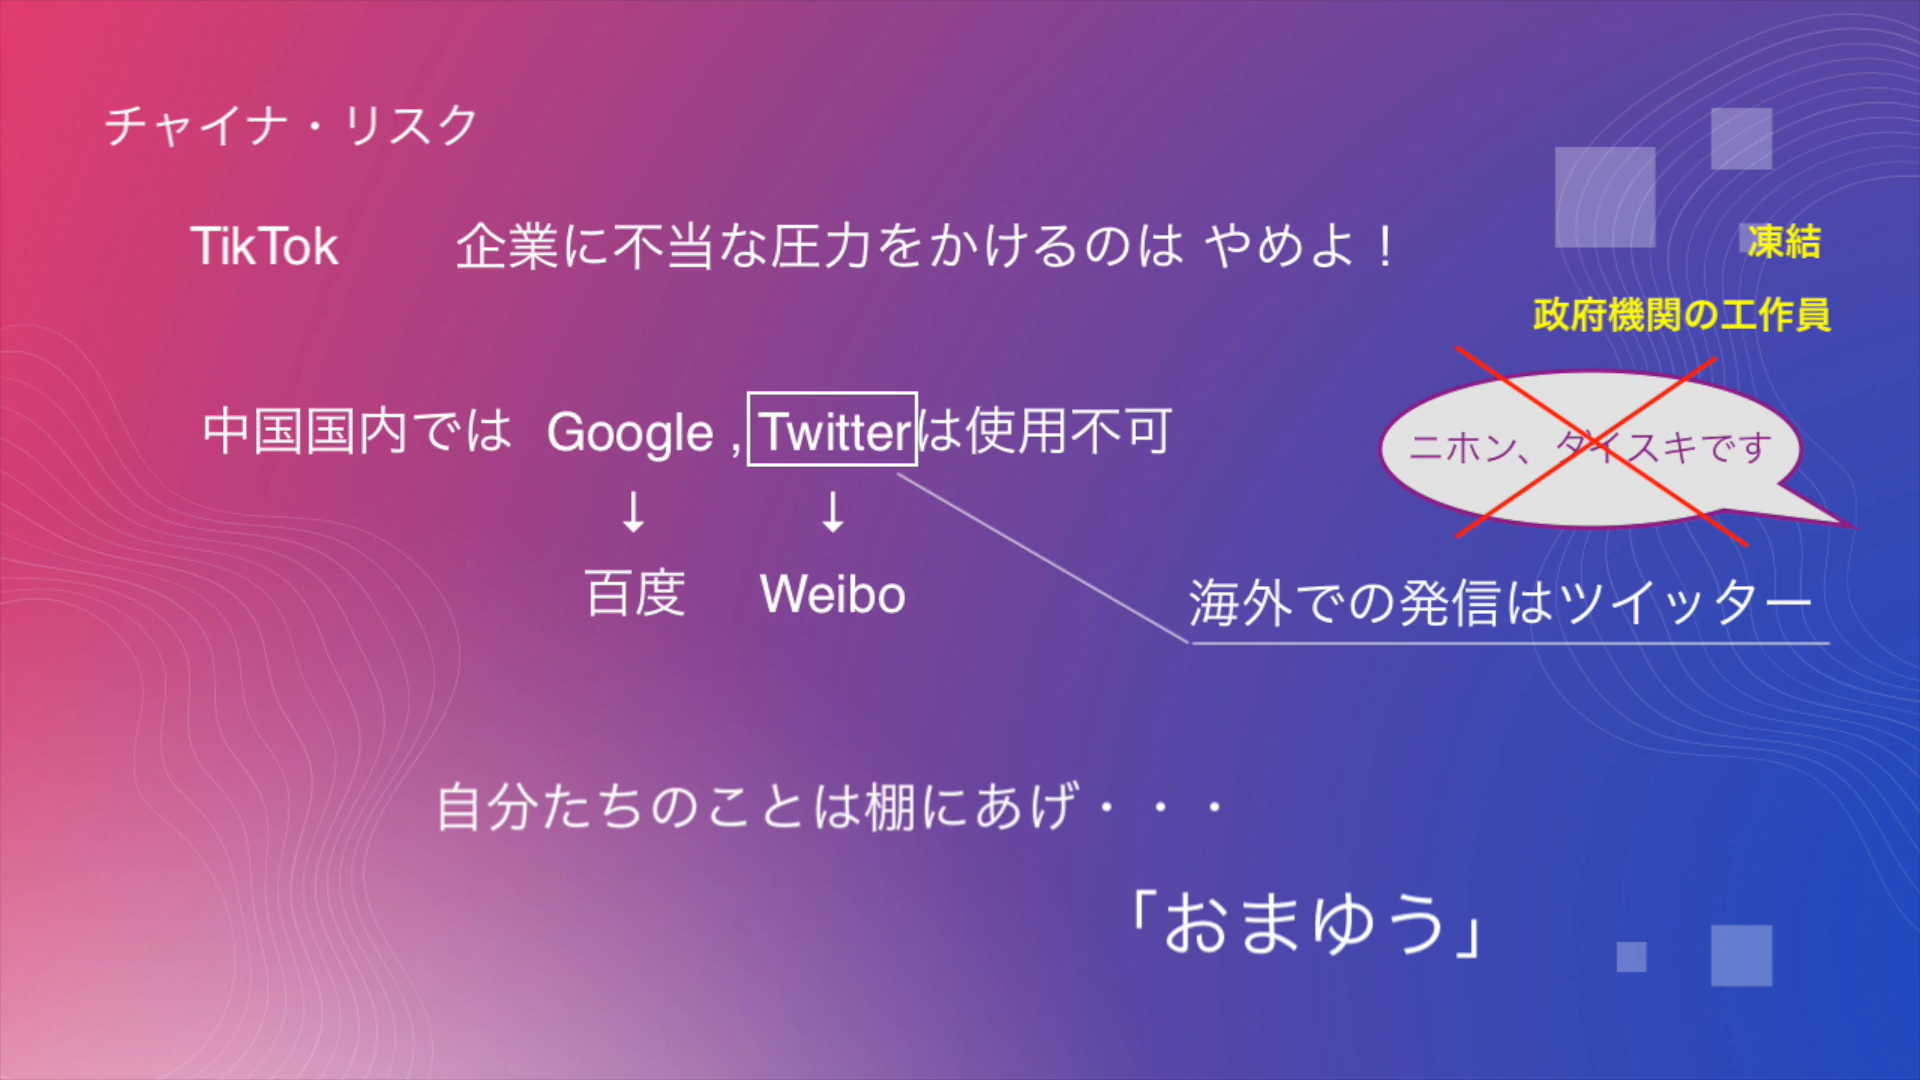 チャイナ・リスク
TikTok 企業に不当な圧力をかけるのは やめよ！
凍結
政府機関の工作員
中国国内では Google , Twitterは使用不可
ニホン、ダイスキです
↓ ↓
百度 Weibo
海外での発信はツイッター
自分たちのことは棚にあげ・・・
「おまゆう」